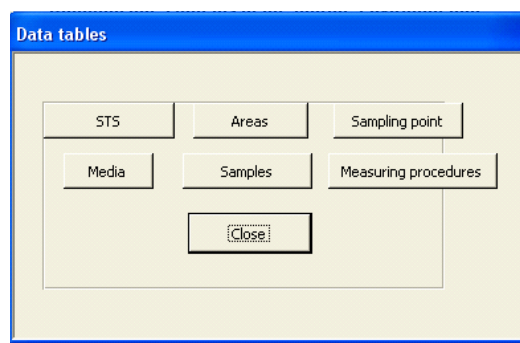 Data tables
STS Areas Sampling point
Media Samples Measuring procedures
Close